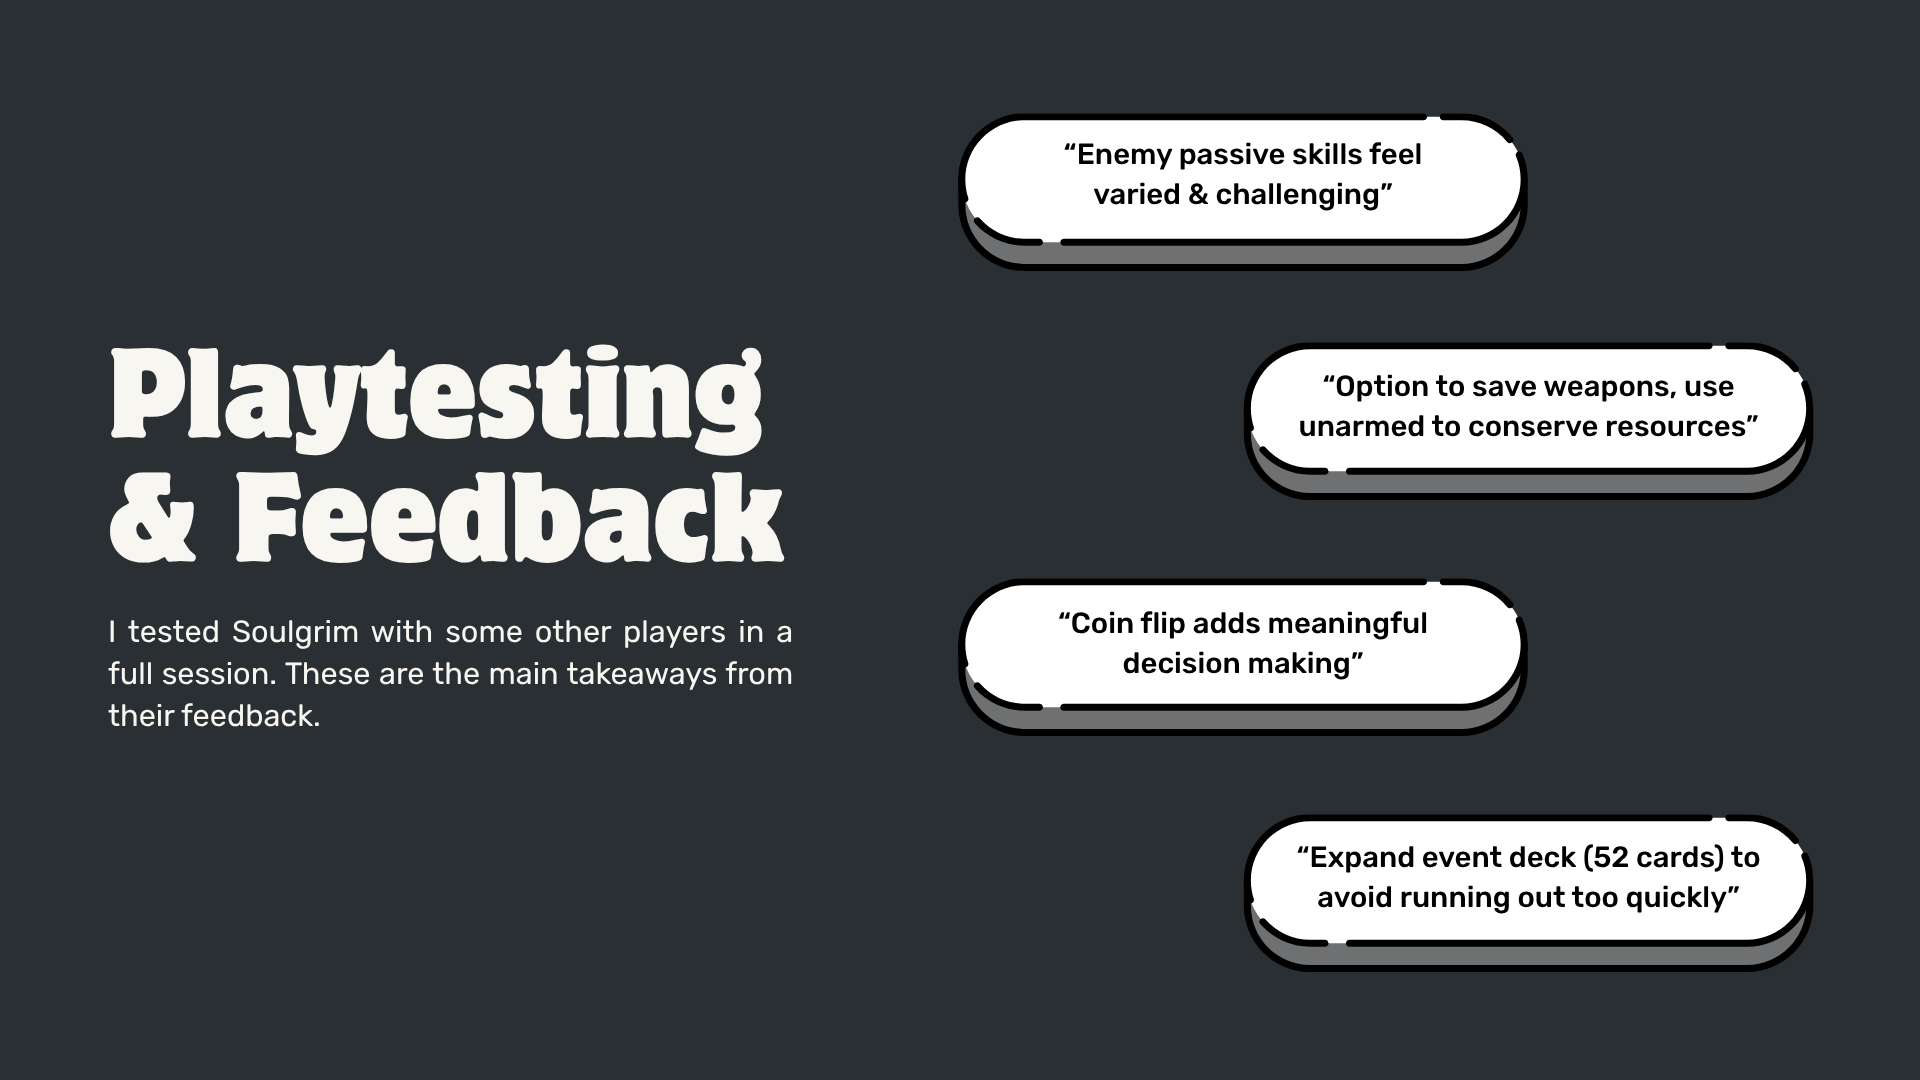 Playtesting
& Feedback
I tested Soulgrim with some other players in a
full session. These are the main takeaways from
their feedback.
“Enemy passive skills feel
varied & challenging”
“Option to save weapons, use
unarmed to conserve resources”
“Coin flip adds meaningful
decision making”
“Expand event deck (52 cards) to
avoid running out too quickly”